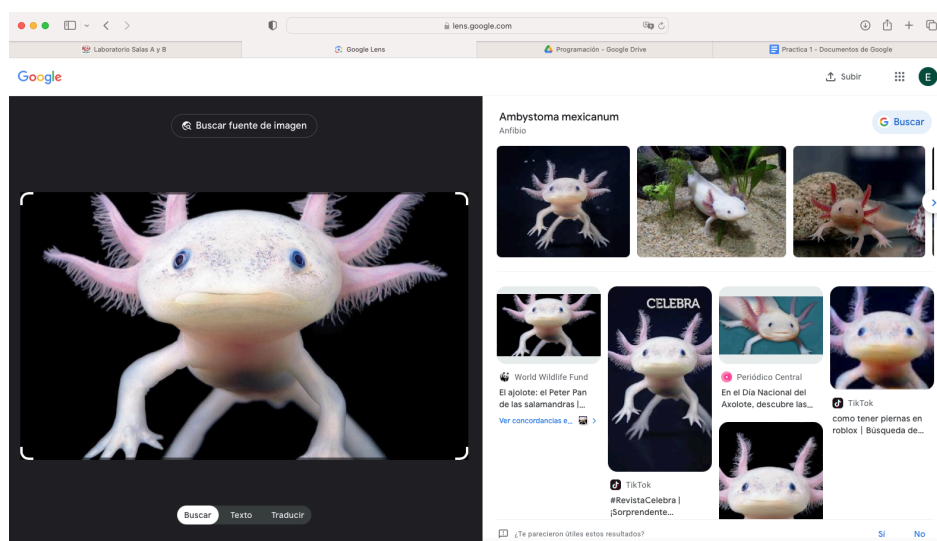 lens.google.com
Laboratorio Salas A y B
Google Lens
Programación - Google Drive
Practica 1 - Documentos de Google
Google
Subir
E
Buscar fuente de imagen
Ambystoma mexicanum
Anfibio
Buscar
CELEBRA
World Wildlife Fund
El ajolote: el Peter Pan
de las salamandras |...
Ver concordancias e...
TikTok
#RevistaCelebra |
¡Sorprendente...
Periódico Central
En el Día Nacional del
Axolote, descubre las...
TikTok
como tener piernas en
roblox | Búsqueda de...
Buscar
Texto
Traducir
¿Te parecieron útiles estos resultados?
Sí
No